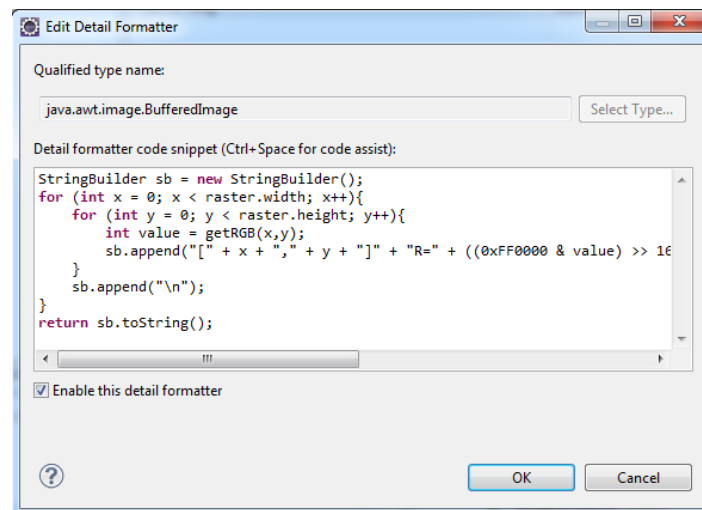 Edit Detail Formatter
Qualified type name:
java.awt.image.BufferedImage
Select Type...
Detail formatter code snippet (Ctrl+Space for code assist):
StringBuilder sb = new StringBuilder();
for (int x = 0; x < raster.width; x++){
    for (int y = 0; y < raster.height; y++){
        int value = getRGB(x,y);
        sb.append("[" + x + "," + y + "]" + "R=" + ((0xFF0000 & value) >> 16
    }
    sb.append("\n");
}
return sb.toString();
Enable this detail formatter
?
OK
Cancel